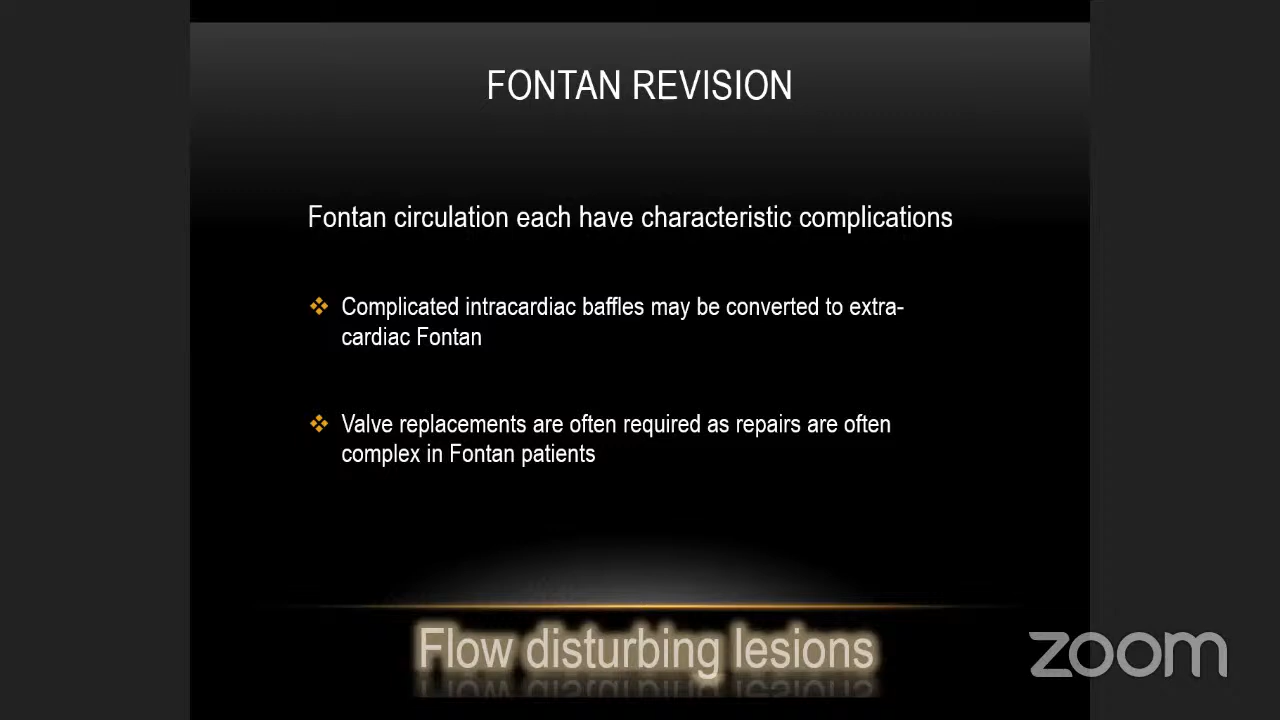 FONTAN REVISION
Fontan circulation each have characteristic complications
Complicated intracardiac baffles may be converted to extra-
cardiac Fontan
Valve replacements are often required as repairs are often
complex in Fontan patients
Flow disturbing lesions
zoom